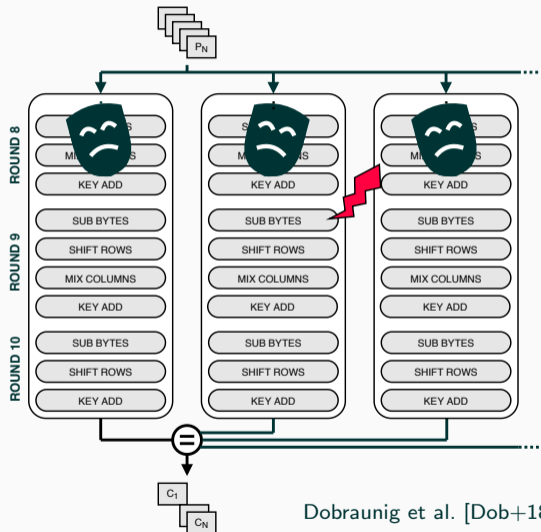 P_N
ROUND 8
KEY ADD KEY ADD KEY ADD
ROUND 9
SUB BYTES SUB BYTES SUB BYTES
SHIFT ROWS SHIFT ROWS SHIFT ROWS
MIX COLUMNS MIX COLUMNS MIX COLUMNS
KEY ADD KEY ADD KEY ADD
ROUND 10
SUB BYTES SUB BYTES SUB BYTES
SHIFT ROWS SHIFT ROWS SHIFT ROWS
KEY ADD KEY ADD KEY ADD
=
C_1
C_N
Dobraunig et al. [Dob+18